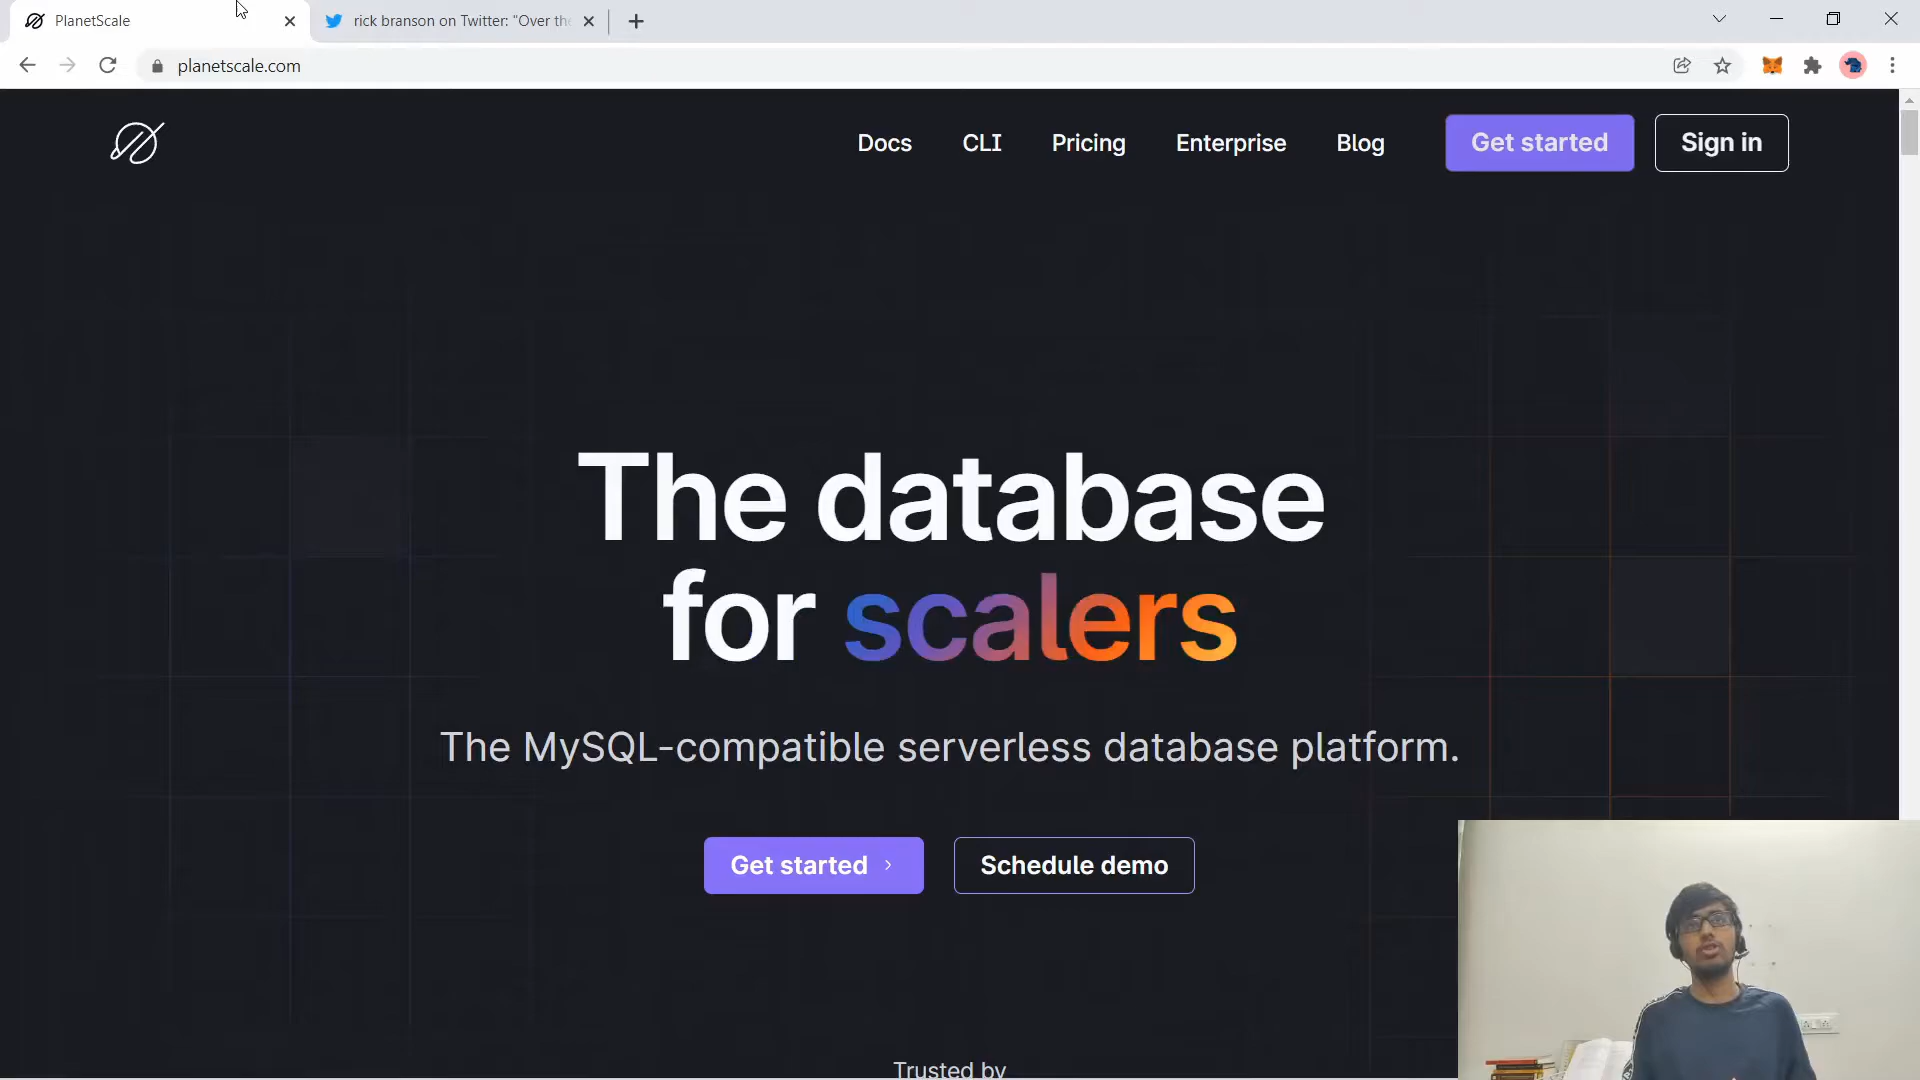 PlanetScale
rick branson on Twitter: "Over the
planetscale.com
Docs CLI Pricing Enterprise Blog Get started Sign in
The database
for scalers
The MySQL-compatible serverless database platform.
Get started
Schedule demo
Trusted by